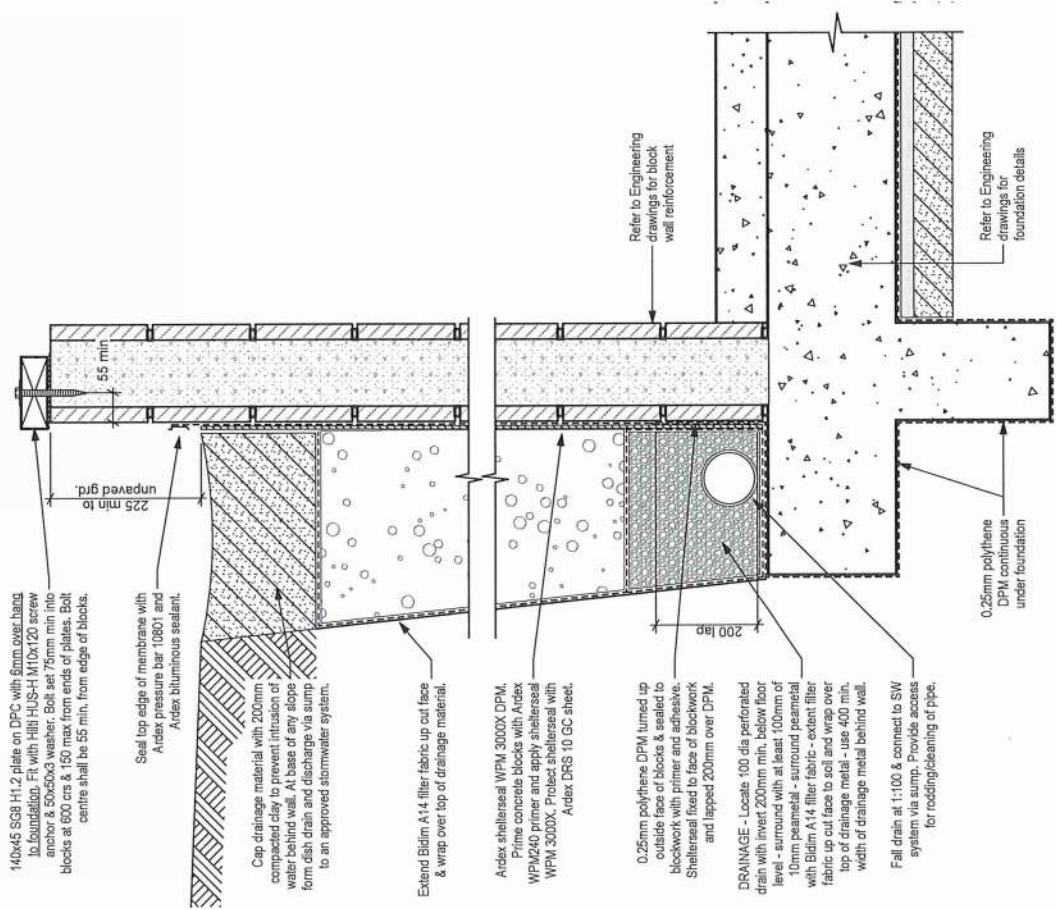 140x45 SG8 H1.2 plate on DPC with 6mm over hang
to foundation. Fit with Hilti HUS-H M10x120 screw
anchor & 50x50x3 washer. Bolt set 75mm min into
blocks at 600 crs & 150 max from ends of plates. Bolt
centre shall be 55 min. from edge of blocks.
55 min
225 min to
unpaved grd.
Seal top edge of membrane with
Ardex pressure bar 10801 and
Ardex bituminous sealant.
Cap drainage material with 200mm
compacted clay to prevent intrusion of
water behind wall. At base of any slope
form dish drain and discharge via sump
to an approved stormwater system.
Extend Bidim A14 filter fabric up cut face
& wrap over top of drainage material.
Ardex shelterseal WPM 3000X DPM.
Prime concrete blocks with Ardex
WPM240 primer and apply shelterseal
WPM 3000X. Protect shelterseal with
Ardex DRS 10 GC sheet.
0.25mm polythene DPM turned up
outside face of blocks & sealed to
blockwork with primer and adhesive.
Shelterseal fixed to face of blockwork
and lapped 200mm over DPM.
200 lap
DRAINAGE - Locate 100 dia perforated
drain with invert 200mm min. below floor
level - surround with at least 100mm of
10mm peametal - surround peametal
with Bidim A14 filter fabric - extent filter
fabric up cut face to soil and wrap over
top of drainage metal - use 400 min.
width of drainage metal behind wall.
Fall drain at 1:100 & connect to SW
system via sump. Provide access
for rodding/cleaning of pipe.
Refer to Engineering
drawings for block
wall reinforcement
0.25mm polythene
DPM continuous
under foundation
Refer to Engineering
drawings for
foundation details